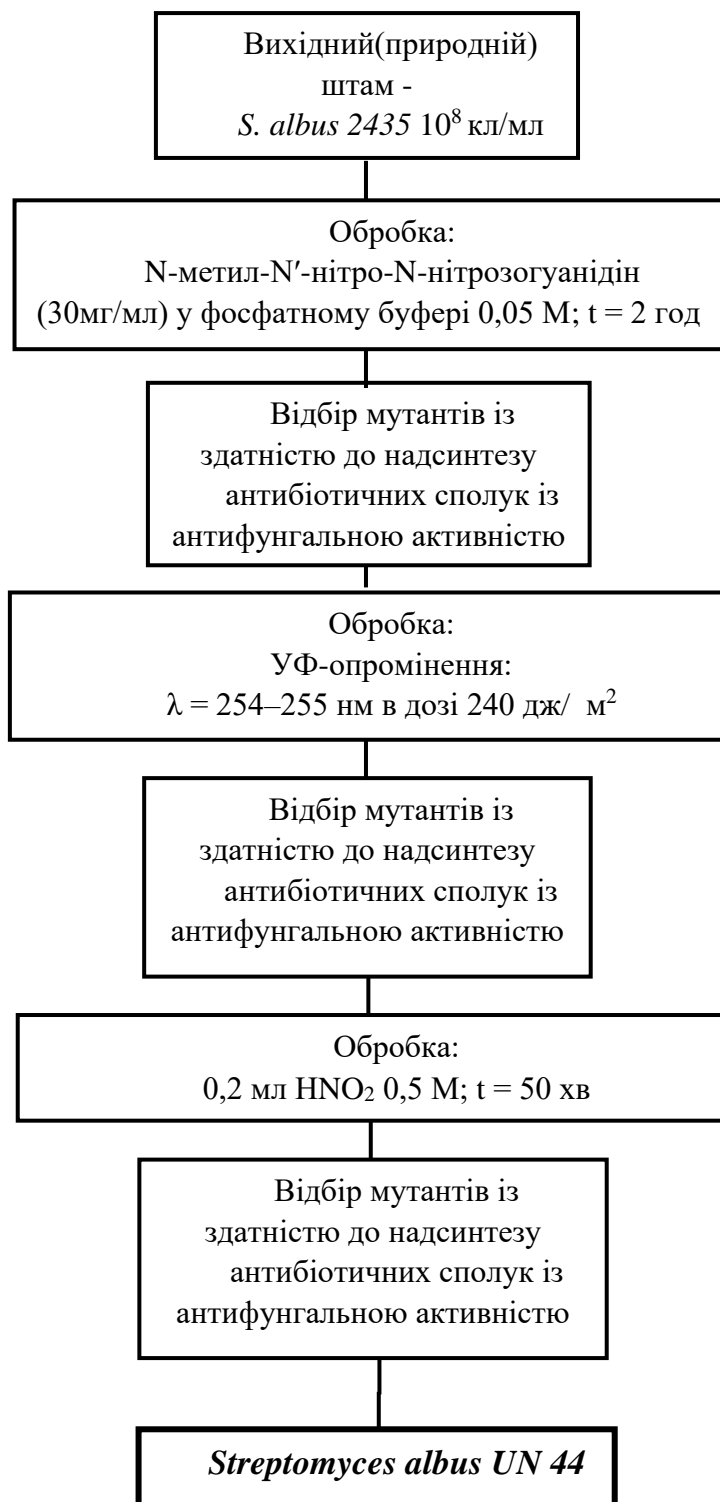 Вихідний(природній)
штам -
S. albus 2435 10⁸ кл/мл
Обробка:
N-метил-N′-нітро-N-нітрозогуанідін
(30мг/мл) у фосфатному буфері 0,05 М; t = 2 год
Відбір мутантів із
здатністю до надсинтезу
антибіотичних сполук із
антифунгальною активністю
Обробка:
УФ-опромінення:
λ = 254–255 нм в дозі 240 дж/ м²
Відбір мутантів із
здатністю до надсинтезу
антибіотичних сполук із
антифунгальною активністю
Обробка:
0,2 мл HNO₂ 0,5 М; t = 50 хв
Відбір мутантів із
здатністю до надсинтезу
антибіотичних сполук із
антифунгальною активністю
Streptomyces albus UN 44